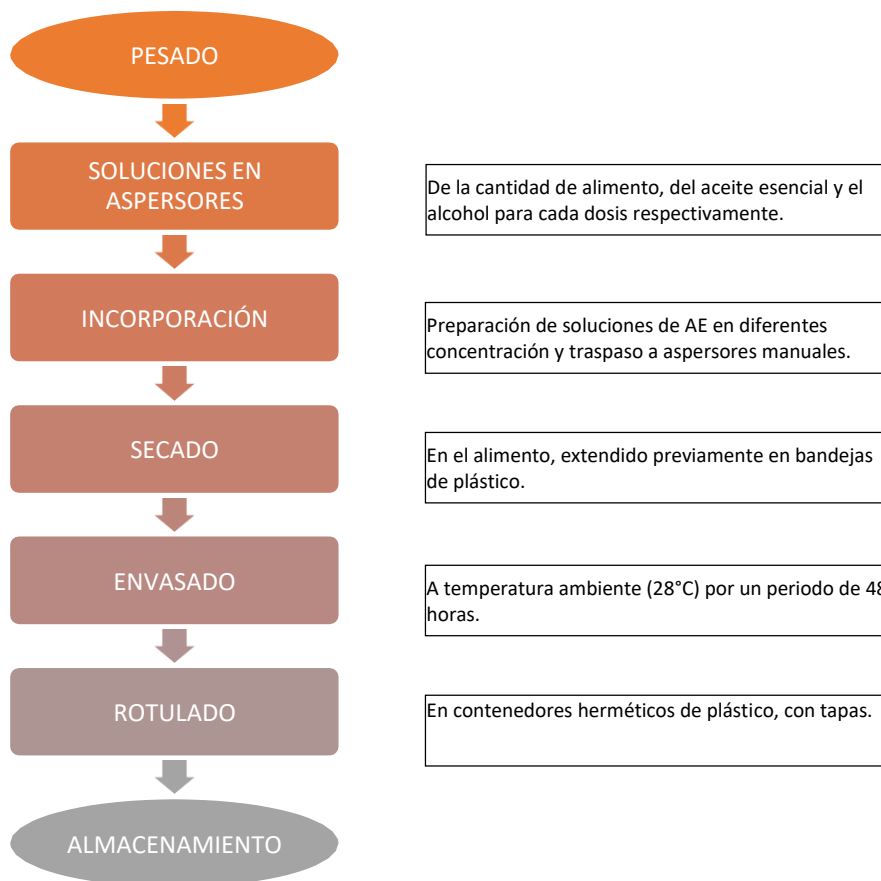 PESADO
SOLUCIONES EN
ASPERSORES
De la cantidad de alimento, del aceite esencial y el
alcohol para cada dosis respectivamente.
INCORPORACIÓN
Preparación de soluciones de AE en diferentes
concentración y traspaso a aspersores manuales.
SECADO
En el alimento, extendido previamente en bandejas
de plástico.
ENVASADO
A temperatura ambiente (28°C) por un periodo de 48
horas.
ROTULADO
En contenedores herméticos de plástico, con tapas.
ALMACENAMIENTO